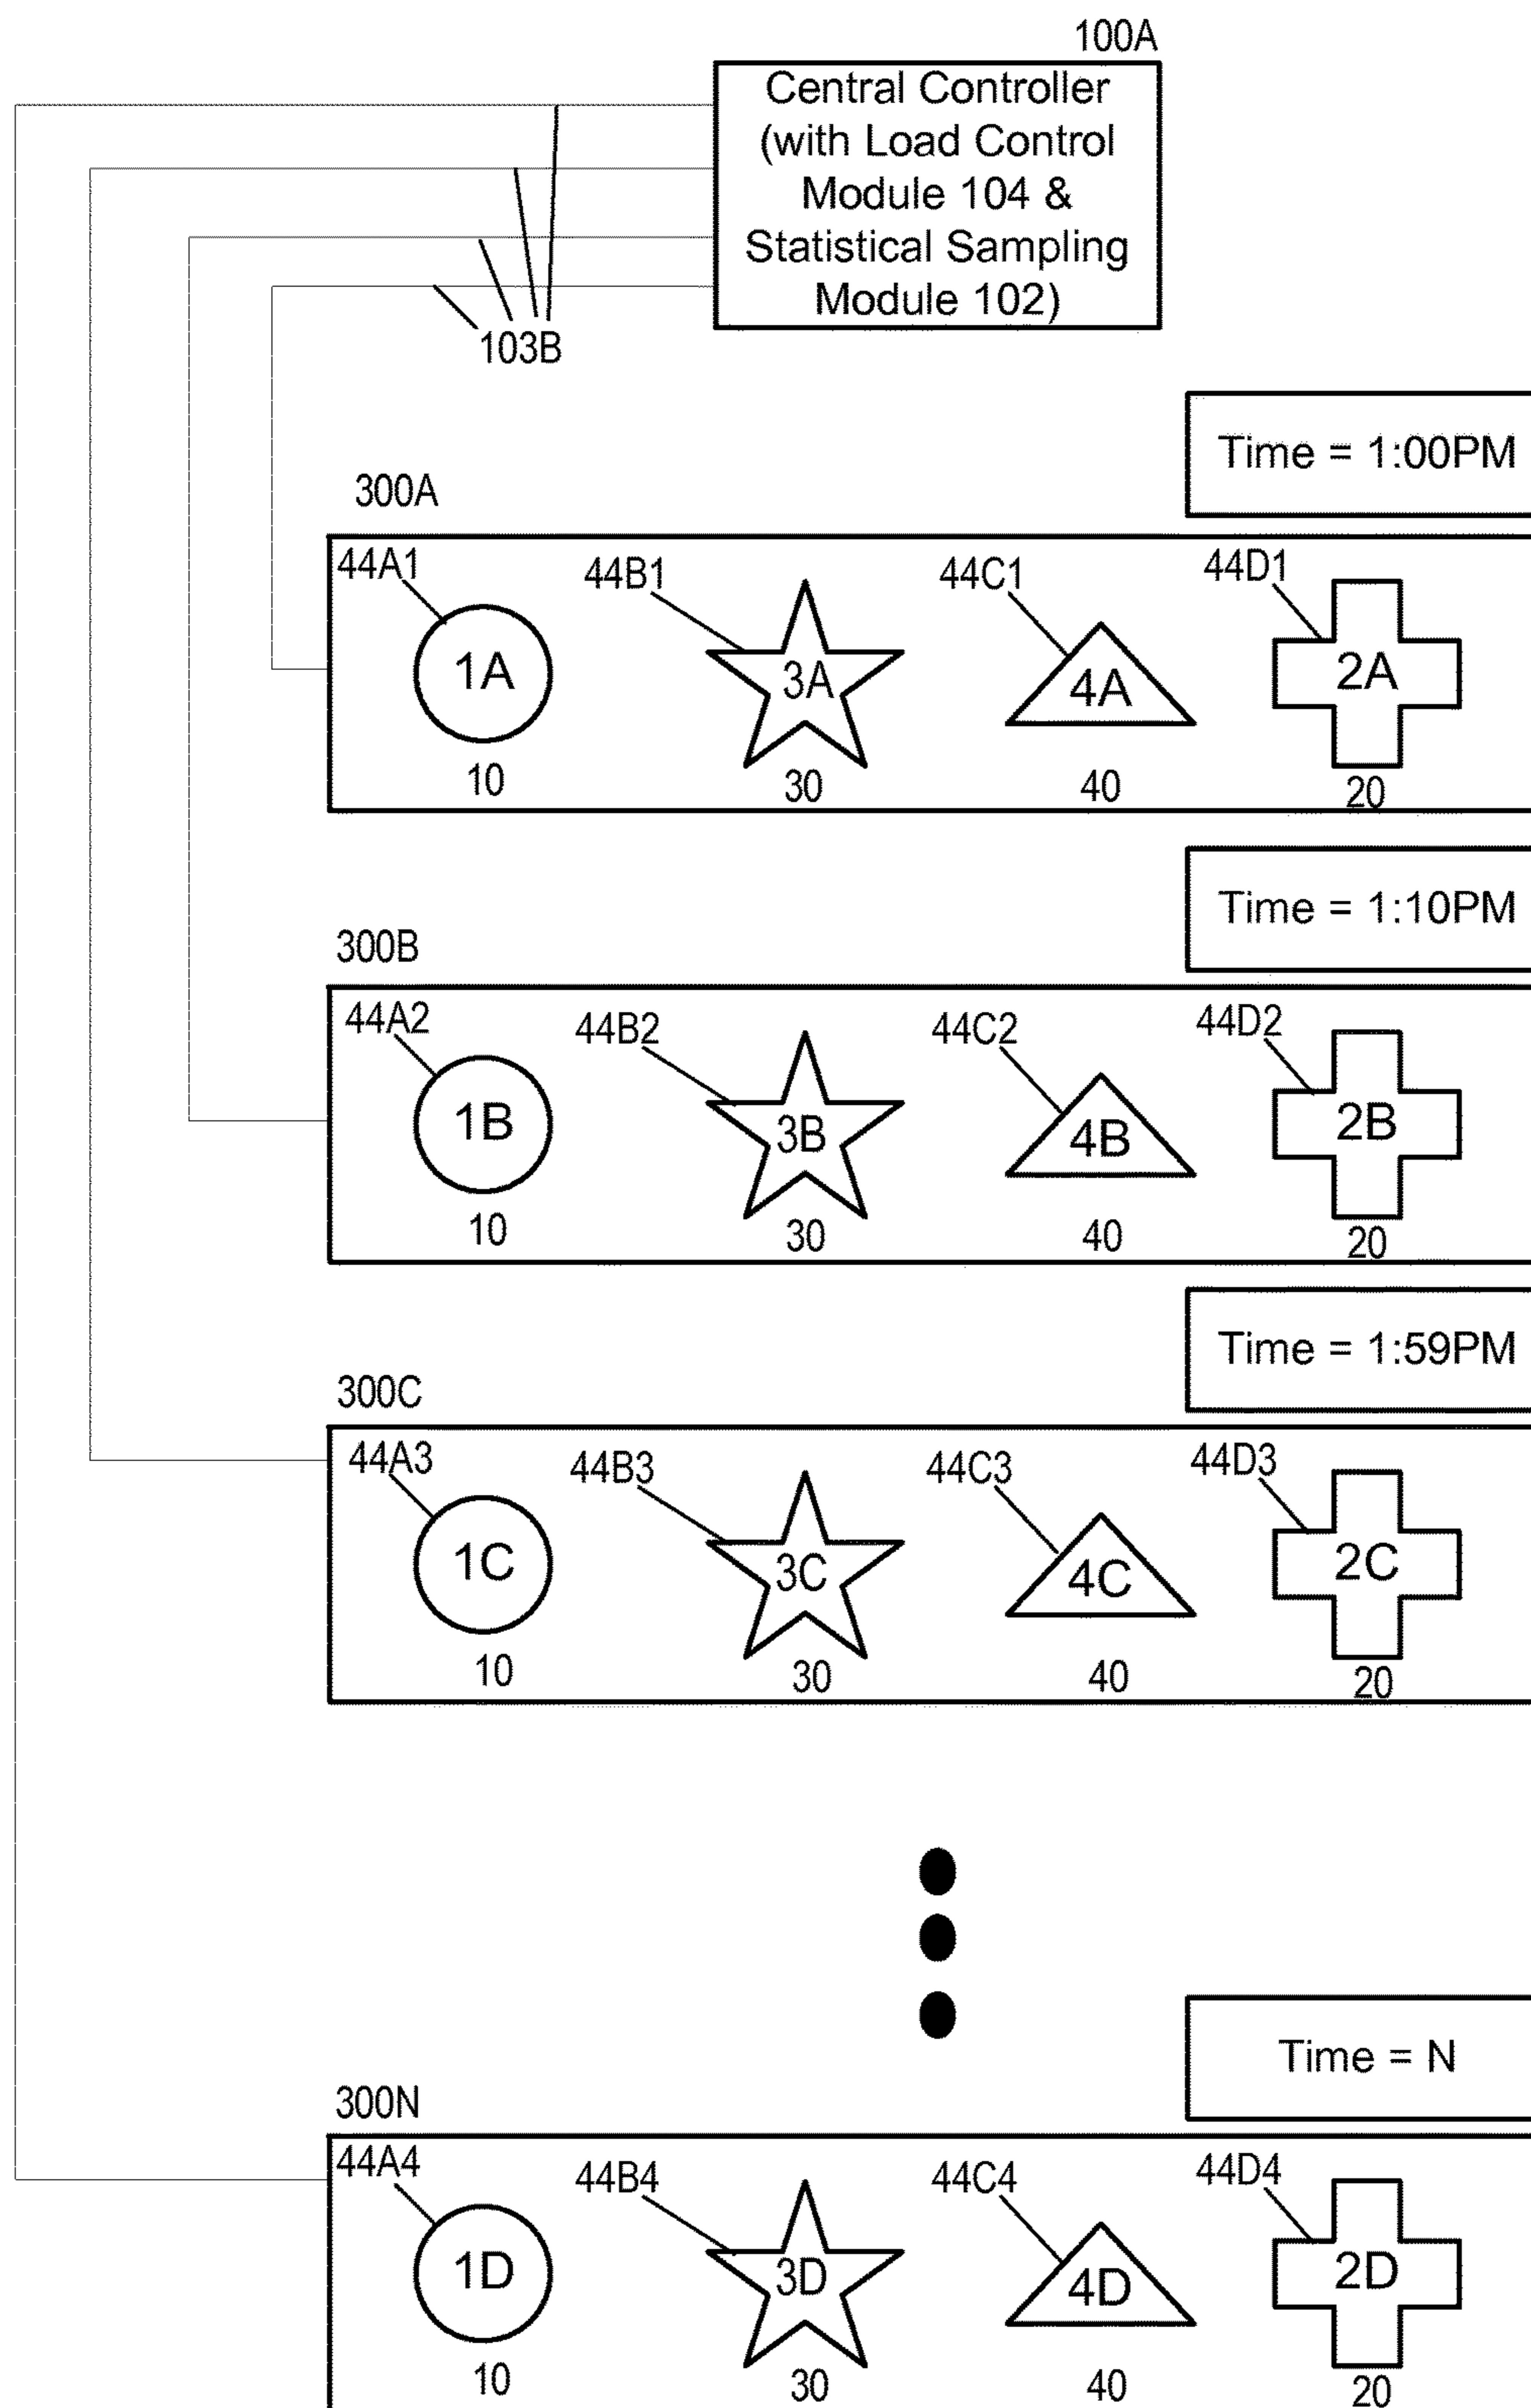 100A
Central Controller
(with Load Control
Module 104 &
Statistical Sampling
Module 102)
103B
Time = 1:00PM
300A
44A1
44B1
44C1
44D1
1A
3A
4A
2A
10
30
40
20
Time = 1:10PM
300B
44A2
44B2
44C2
44D2
1B
3B
4B
2B
10
30
40
20
Time = 1:59PM
300C
44A3
44B3
44C3
44D3
1C
3C
4C
2C
10
30
40
20
Time = N
300N
44A4
44B4
44C4
44D4
1D
3D
4D
2D
10
30
40
20